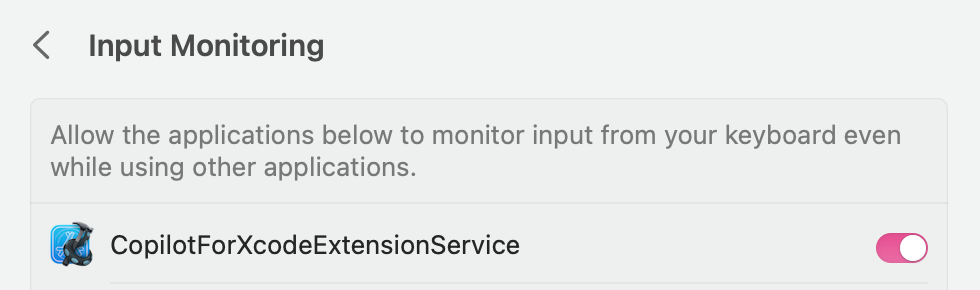 Input Monitoring
Allow the applications below to monitor input from your keyboard even
while using other applications.
CopilotForXcodeExtensionService